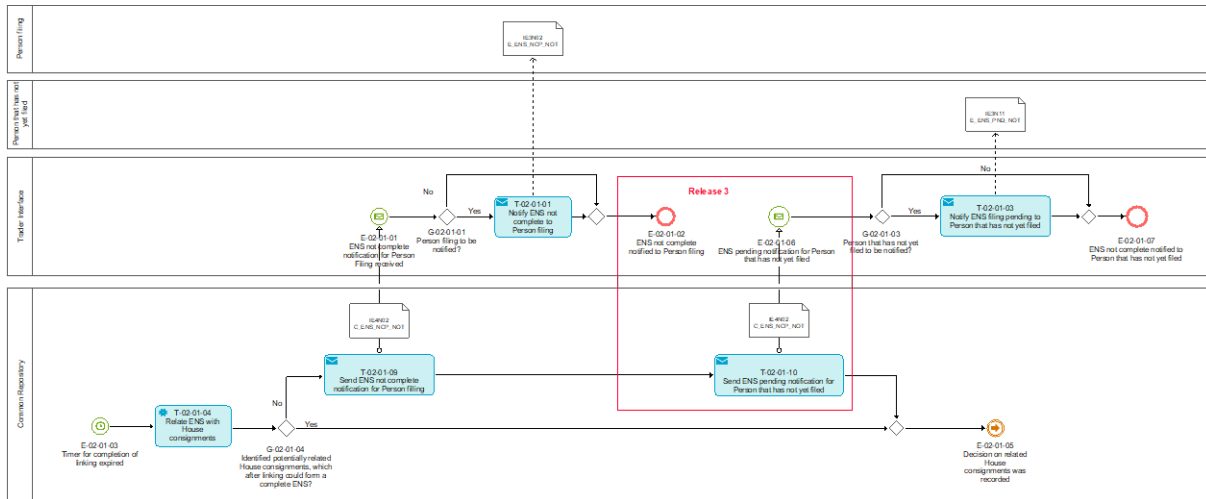 Person filing
IE3N02
E_ENS_NCP_NOT
Person that has not
yet filed
IE3N11
E_ENS_PND_NOT
Trader Interface
Release 3
No
Yes
T-02-01-01
Notify ENS not
complete to
Person filing
No
Yes
T-02-01-03
Notify ENS filing pending to
Person that has not yet filed
E-02-01-01
ENS not complete
notification for Person
Filing received
G-02-01-01
Person filing to be
notified?
E-02-01-02
ENS not complete
notified to Person filing
E-02-01-06
ENS pending notification for Person
that has not yet filed
G-02-01-03
Person that has not yet
filed to be notified?
E-02-01-07
ENS not complete notified to
Person that has not yet filed
Common Repository
IE4N02
C_ENS_NCP_NOT
IE4N02
C_ENS_NCP_NOT
T-02-01-09
Send ENS not complete
notification for Person filling
T-02-01-10
Send ENS pending notification for
Person that has not yet filed
No
Yes
T-02-01-04
Relate ENS with
House
consignments
E-02-01-03
Timer for completion of
linking expired
G-02-01-04
Identified potentially related
House consignments, which
after linking could form a
complete ENS?
E-02-01-05
Decision on related
House
consignments was
recorded